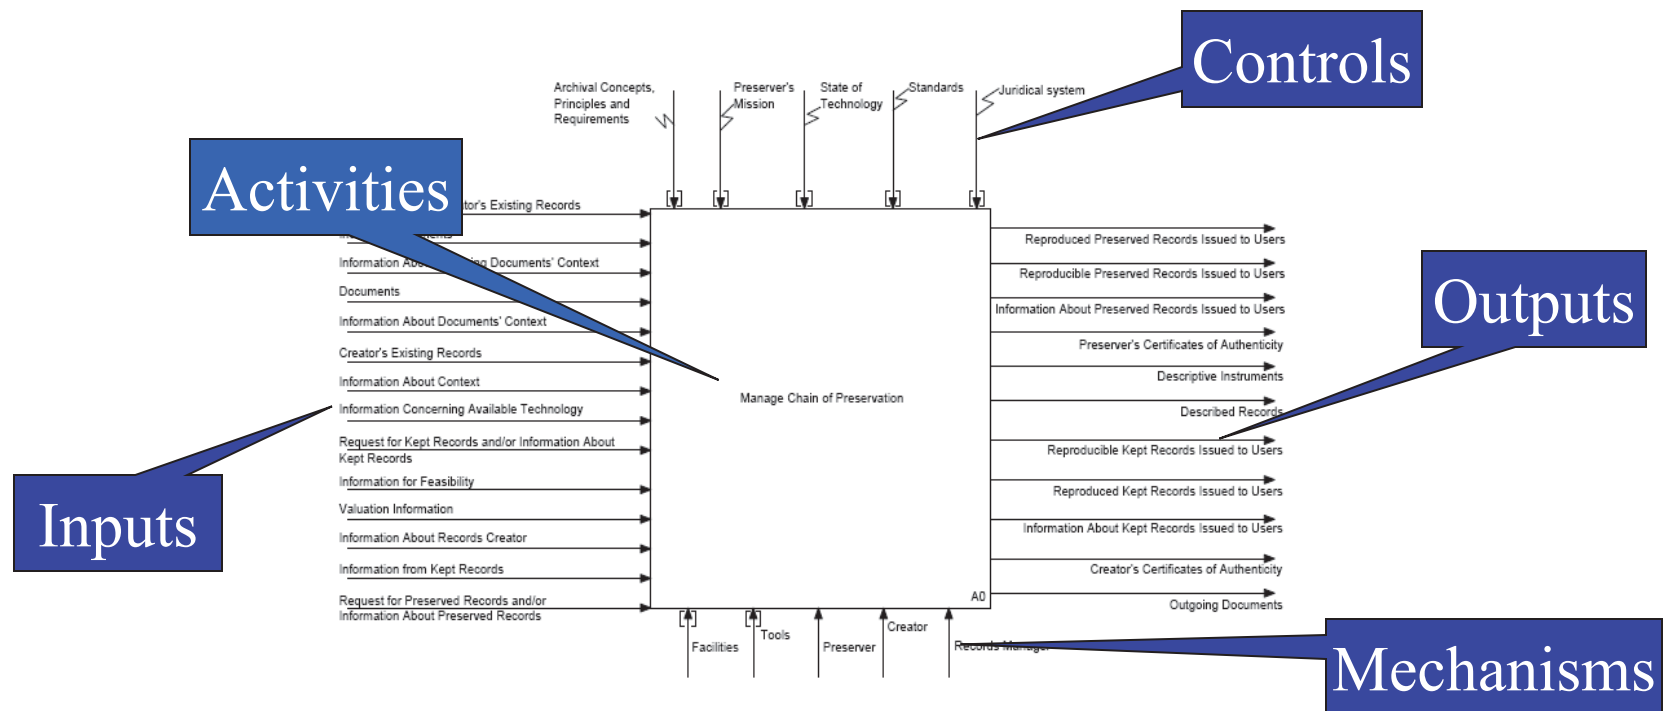 Controls
Archival Concepts,
Principles and
Requirements
Preserver's
Mission
State of
Technology
Standards
Juridical system
Activities
Existing Records
Information
Documents' Context
Documents
Information About Documents' Context
Creator's Existing Records
Information About Context
Information Concerning Available Technology
Request for Kept Records and/or Information About
Kept Records
Information for Feasibility
Valuation Information
Information About Records Creator
Information from Kept Records
Request for Preserved Records and/or
Information About Preserved Records
Inputs
Manage Chain of Preservation
A0
Reproduced Preserved Records Issued to Users
Reproducible Preserved Records Issued to Users
Information About Preserved Records Issued to Users
Preserver's Certificates of Authenticity
Descriptive Instruments
Described Records
Reproducible Kept Records Issued to Users
Reproduced Kept Records Issued to Users
Information About Kept Records Issued to Users
Creator's Certificates of Authenticity
Outgoing Documents
Outputs
Facilities
Tools
Preserver
Creator
Records Manager
Mechanisms